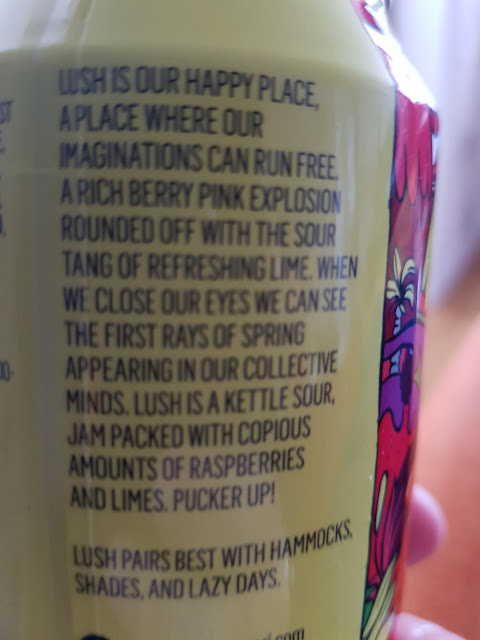 LUSH IS OUR HAPPY PLACE,
A PLACE WHERE OUR
IMAGINATIONS CAN RUN FREE.
A RICH BERRY PINK EXPLOSION
ROUNDED OFF WITH THE SOUR
TANG OF REFRESHING LIME. WHEN
WE CLOSE OUR EYES WE CAN SEE
THE FIRST RAYS OF SPRING
APPEARING IN OUR COLLECTIVE
MINDS. LUSH IS A KETTLE SOUR,
JAM PACKED WITH COPIOUS
AMOUNTS OF RASPBERRIES
AND LIMES. PUCKER UP!
LUSH PAIRS BEST WITH HAMMOCKS,
SHADES, AND LAZY DAYS.